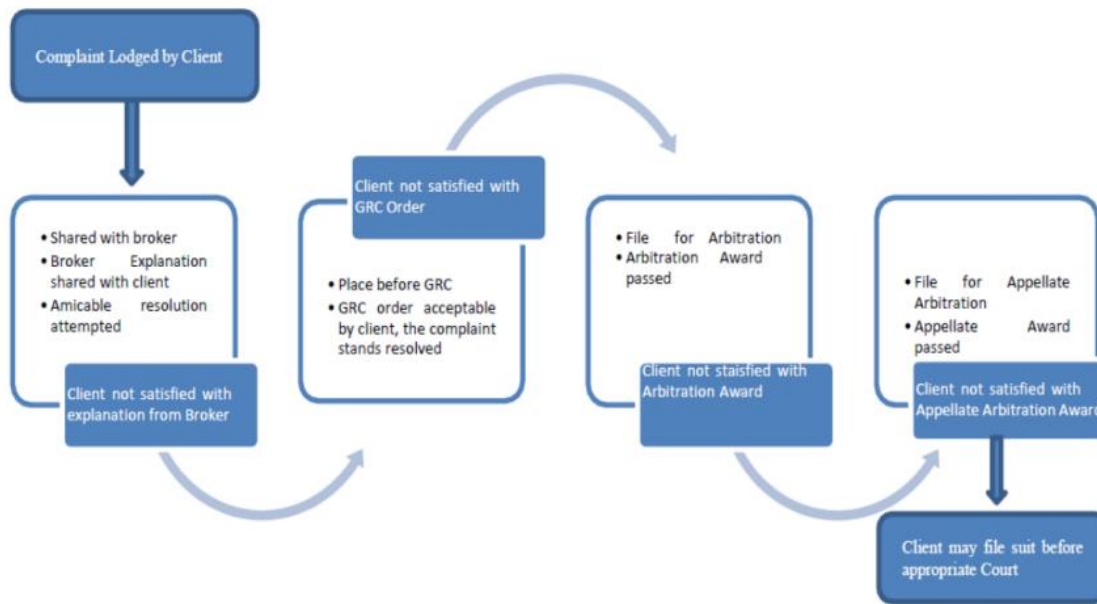 Complaint Lodged by Client
• Shared with broker
• Broker Explanation
shared with client
• Amicable resolution
attempted
Client not satisfied with
explanation from Broker
Client not satisfied with
GRC Order
• Place before GRC
• GRC order acceptable
by client, the complaint
stands resolved
• File for Arbitration
• Arbitration Award
passed
Client not staisfied with
Arbitration Award
• File for Appellate
Arbitration
• Appellate Award
passed
Client not satisfied with
Appellate Arbitration Award
Client may file suit before
appropriate Court